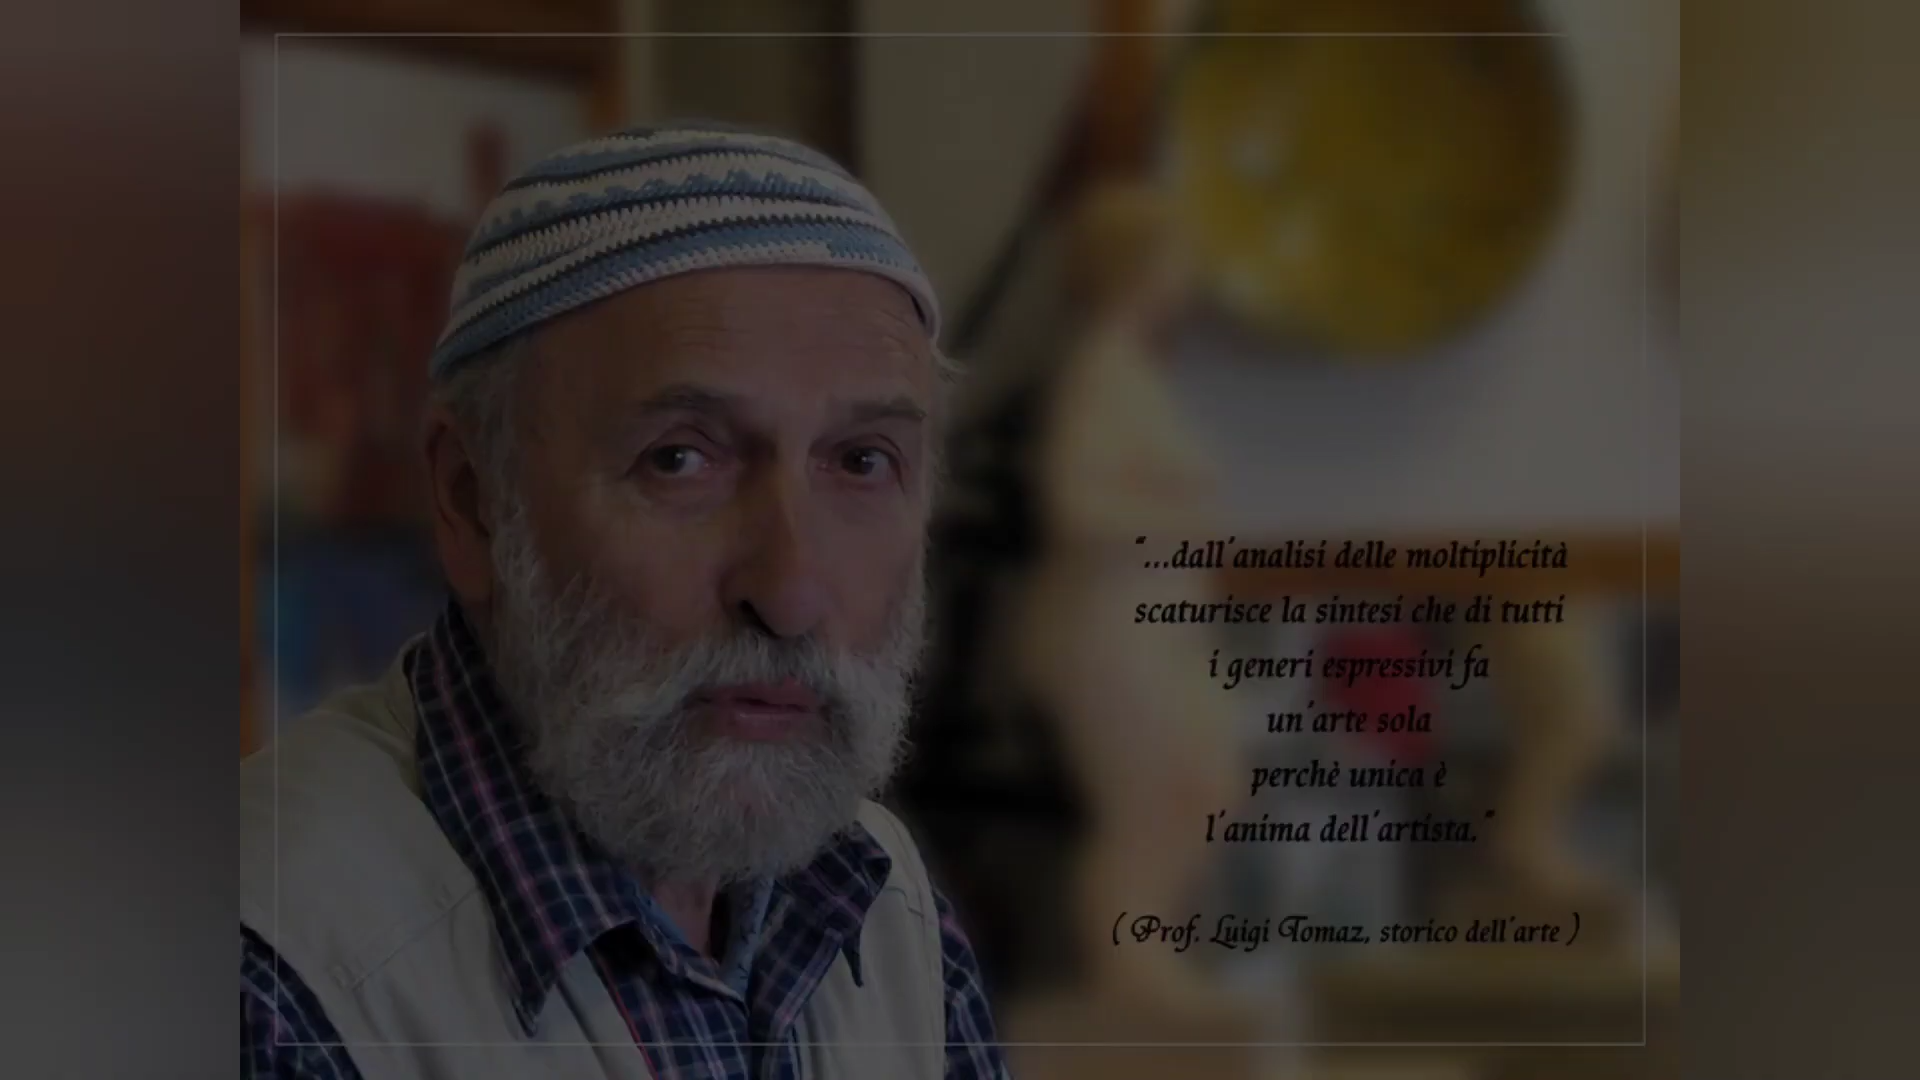 "...dall'analisi delle moltiplicità
scaturisce la sintesi che di tutti
i generi espressivi fa
un'arte sola
perchè unica è
l'anima dell'artista."
( Prof. Luigi Tomaz, storico dell'arte )